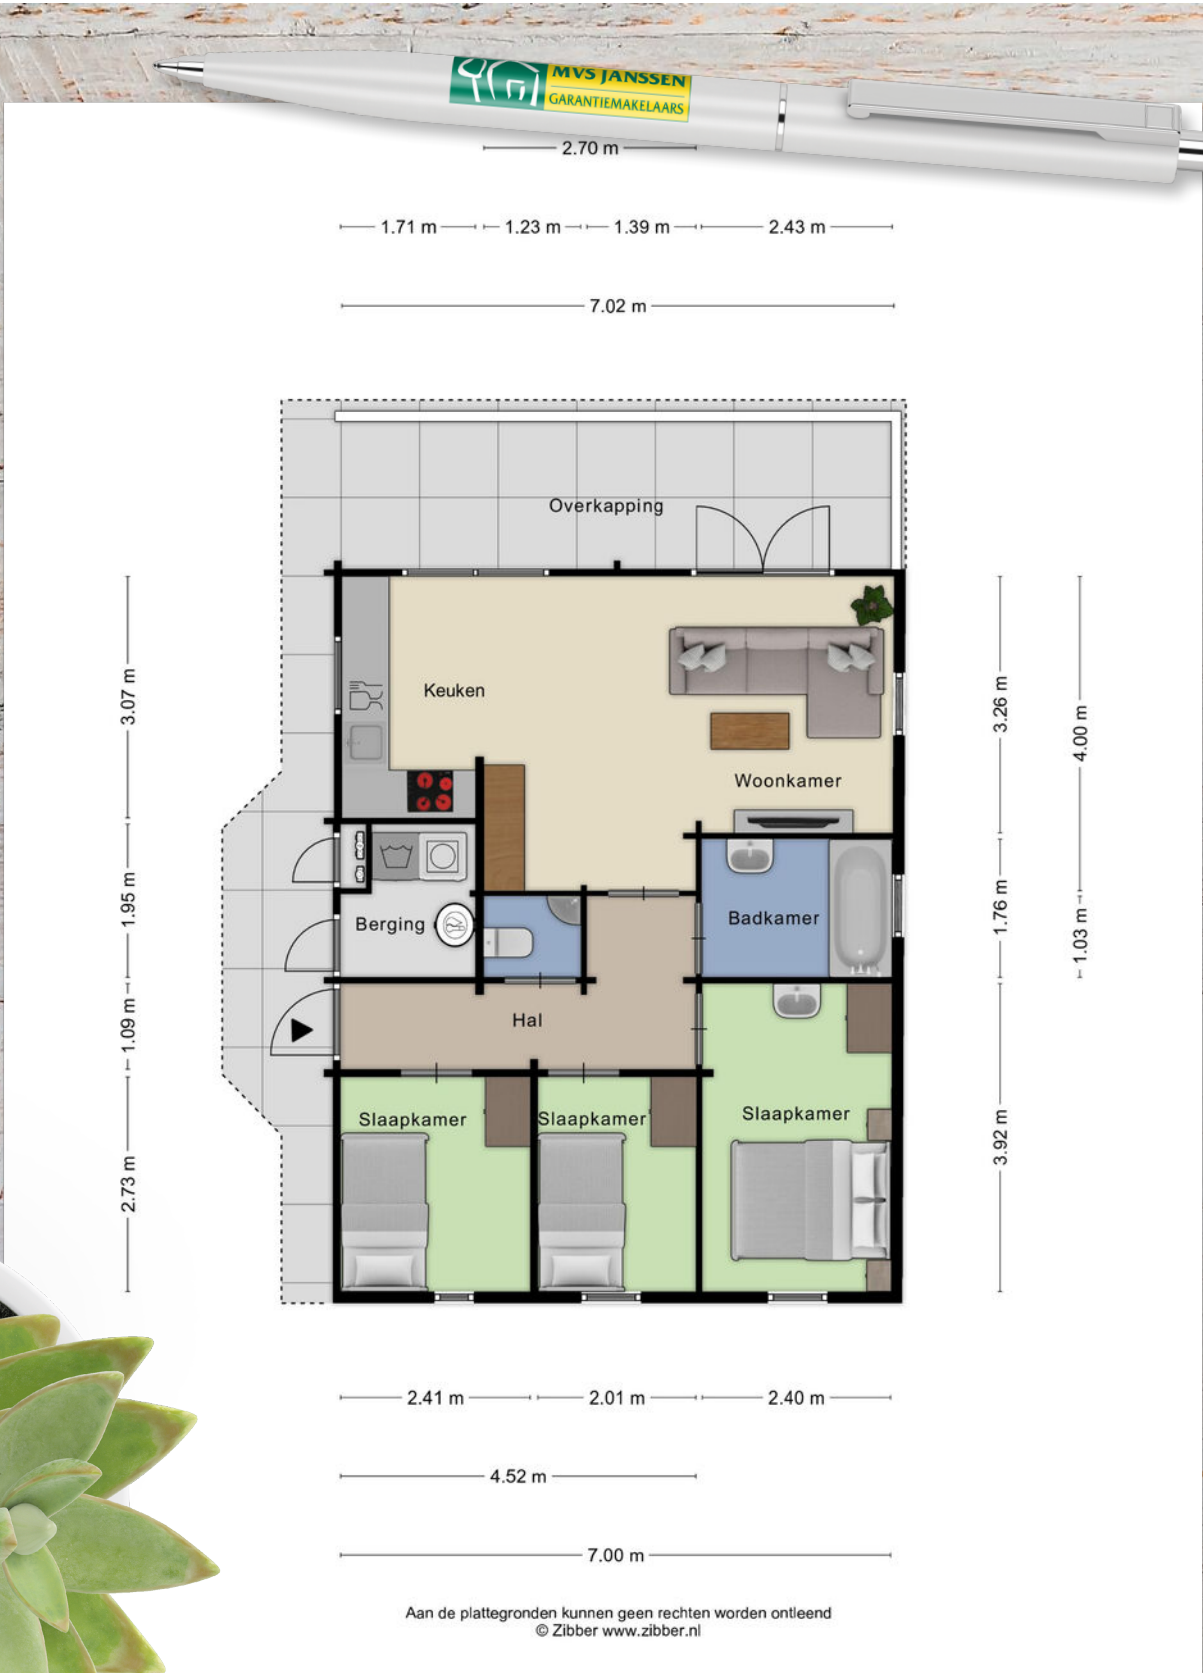 MVS JANSSEN
GARANTIEMAKELAARS
2.70 m
1.71 m
1.23 m
1.39 m
2.43 m
7.02 m
Overkapping
3.07 m
3.26 m
4.00 m
Keuken
Woonkamer
1.95 m
1.76 m
1.03 m
Berging
Badkamer
1.09 m
Hal
Slaapkamer
Slaapkamer
Slaapkamer
2.73 m
3.92 m
2.41 m
2.01 m
2.40 m
4.52 m
7.00 m
Aan de plattegronden kunnen geen rechten worden ontleend
© Zibber www.zibber.nl